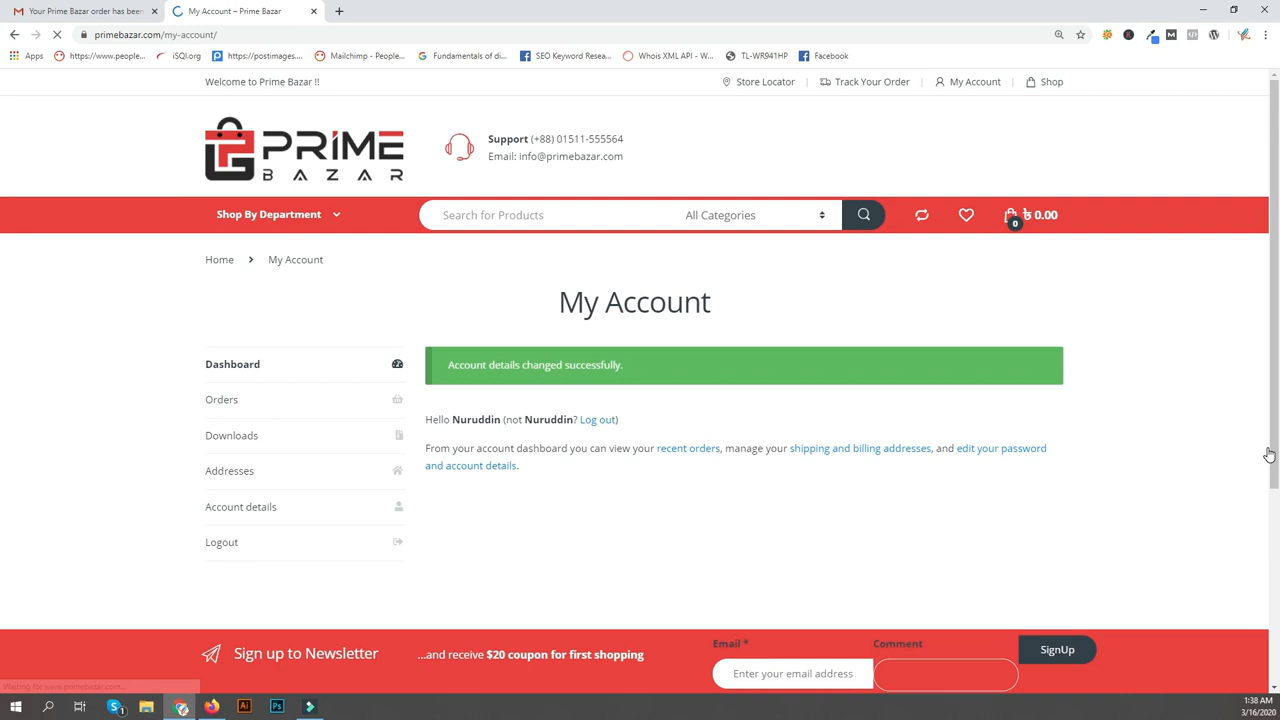 Your Prime Bazar order has been
My Account – Prime Bazar
primebazar.com/my-account/
Apps
https://www.people...
iSQl.org
https://postimages...
Mailchimp - People...
Fundamentals of di...
SEO Keyword Resea...
Whois XML API - W...
TL-WR941HP
Facebook
Welcome to Prime Bazar !!
Store Locator
Track Your Order
My Account
Shop
PRIME
BAZAR
Support (+88) 01511-555564
Email: info@primebazar.com
Shop By Department
Search for Products
All Categories
0
৳ 0.00
Home
My Account
My Account
Dashboard
Orders
Downloads
Addresses
Account details
Logout
Account details changed successfully.
Hello Nuruddin (not Nuruddin? Log out)
From your account dashboard you can view your recent orders, manage your shipping and billing addresses, and edit your password
and account details.
Sign up to Newsletter
...and receive $20 coupon for first shopping
Email *
Enter your email address
Comment
SignUp
Waiting for www.primebazar.com...
1:38 AM
3/16/2020